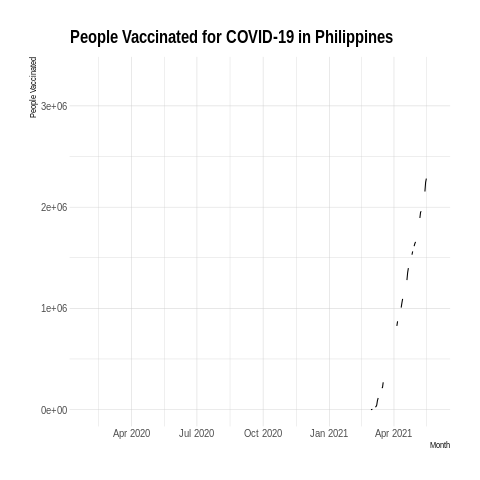 People Vaccinated for COVID-19 in Philippines
People Vaccinated
3e+06
2e+06
1e+06
0e+00
Apr 2020 Jul 2020 Oct 2020 Jan 2021 Apr 2021
Month